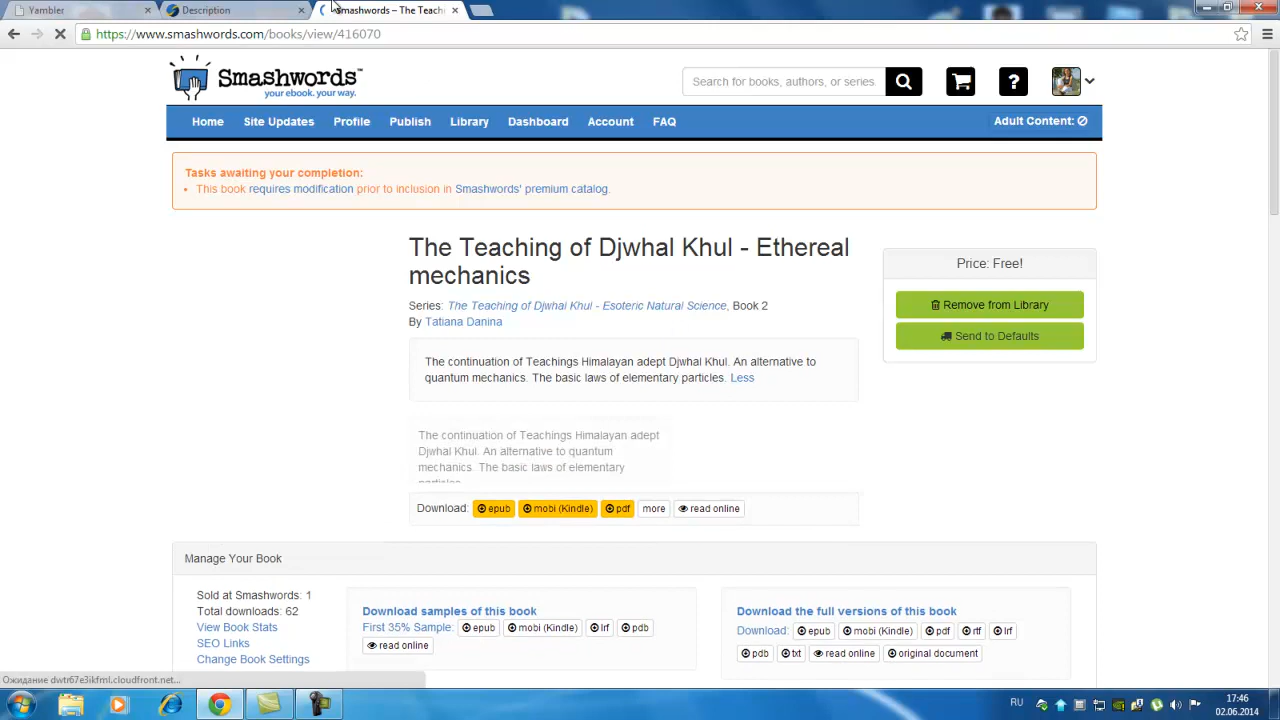 Yambler
Description
Smashwords – The Teach
https://www.smashwords.com/books/view/416070
Smashwords™
your ebook. your way.
Search for books, authors, or series.
Home Site Updates Profile Publish Library Dashboard Account FAQ Adult Content:
Tasks awaiting your completion:
• This book requires modification prior to inclusion in Smashwords' premium catalog.
The Teaching of Djwhal Khul - Ethereal
mechanics
Series: The Teaching of Djwhal Khul - Esoteric Natural Science, Book 2
By Tatiana Danina
The continuation of Teachings Himalayan adept Djwhal Khul. An alternative to
quantum mechanics. The basic laws of elementary particles. Less
The continuation of Teachings Himalayan adept
Djwhal Khul. An alternative to quantum
mechanics. The basic laws of elementary
particles.
Download: epub mobi (Kindle) pdf more read online
Price: Free!
Remove from Library
Send to Defaults
Manage Your Book
Sold at Smashwords: 1
Total downloads: 62
View Book Stats
SEO Links
Change Book Settings
Download samples of this book
First 35% Sample: epub mobi (Kindle) lrf pdb
read online
Download the full versions of this book
Download: epub mobi (Kindle) pdf rtf lrf
pdb txt read online original document
Ожидание dwtr67e3ikfml.cloudfront.net...
RU
17:46
02.06.2014